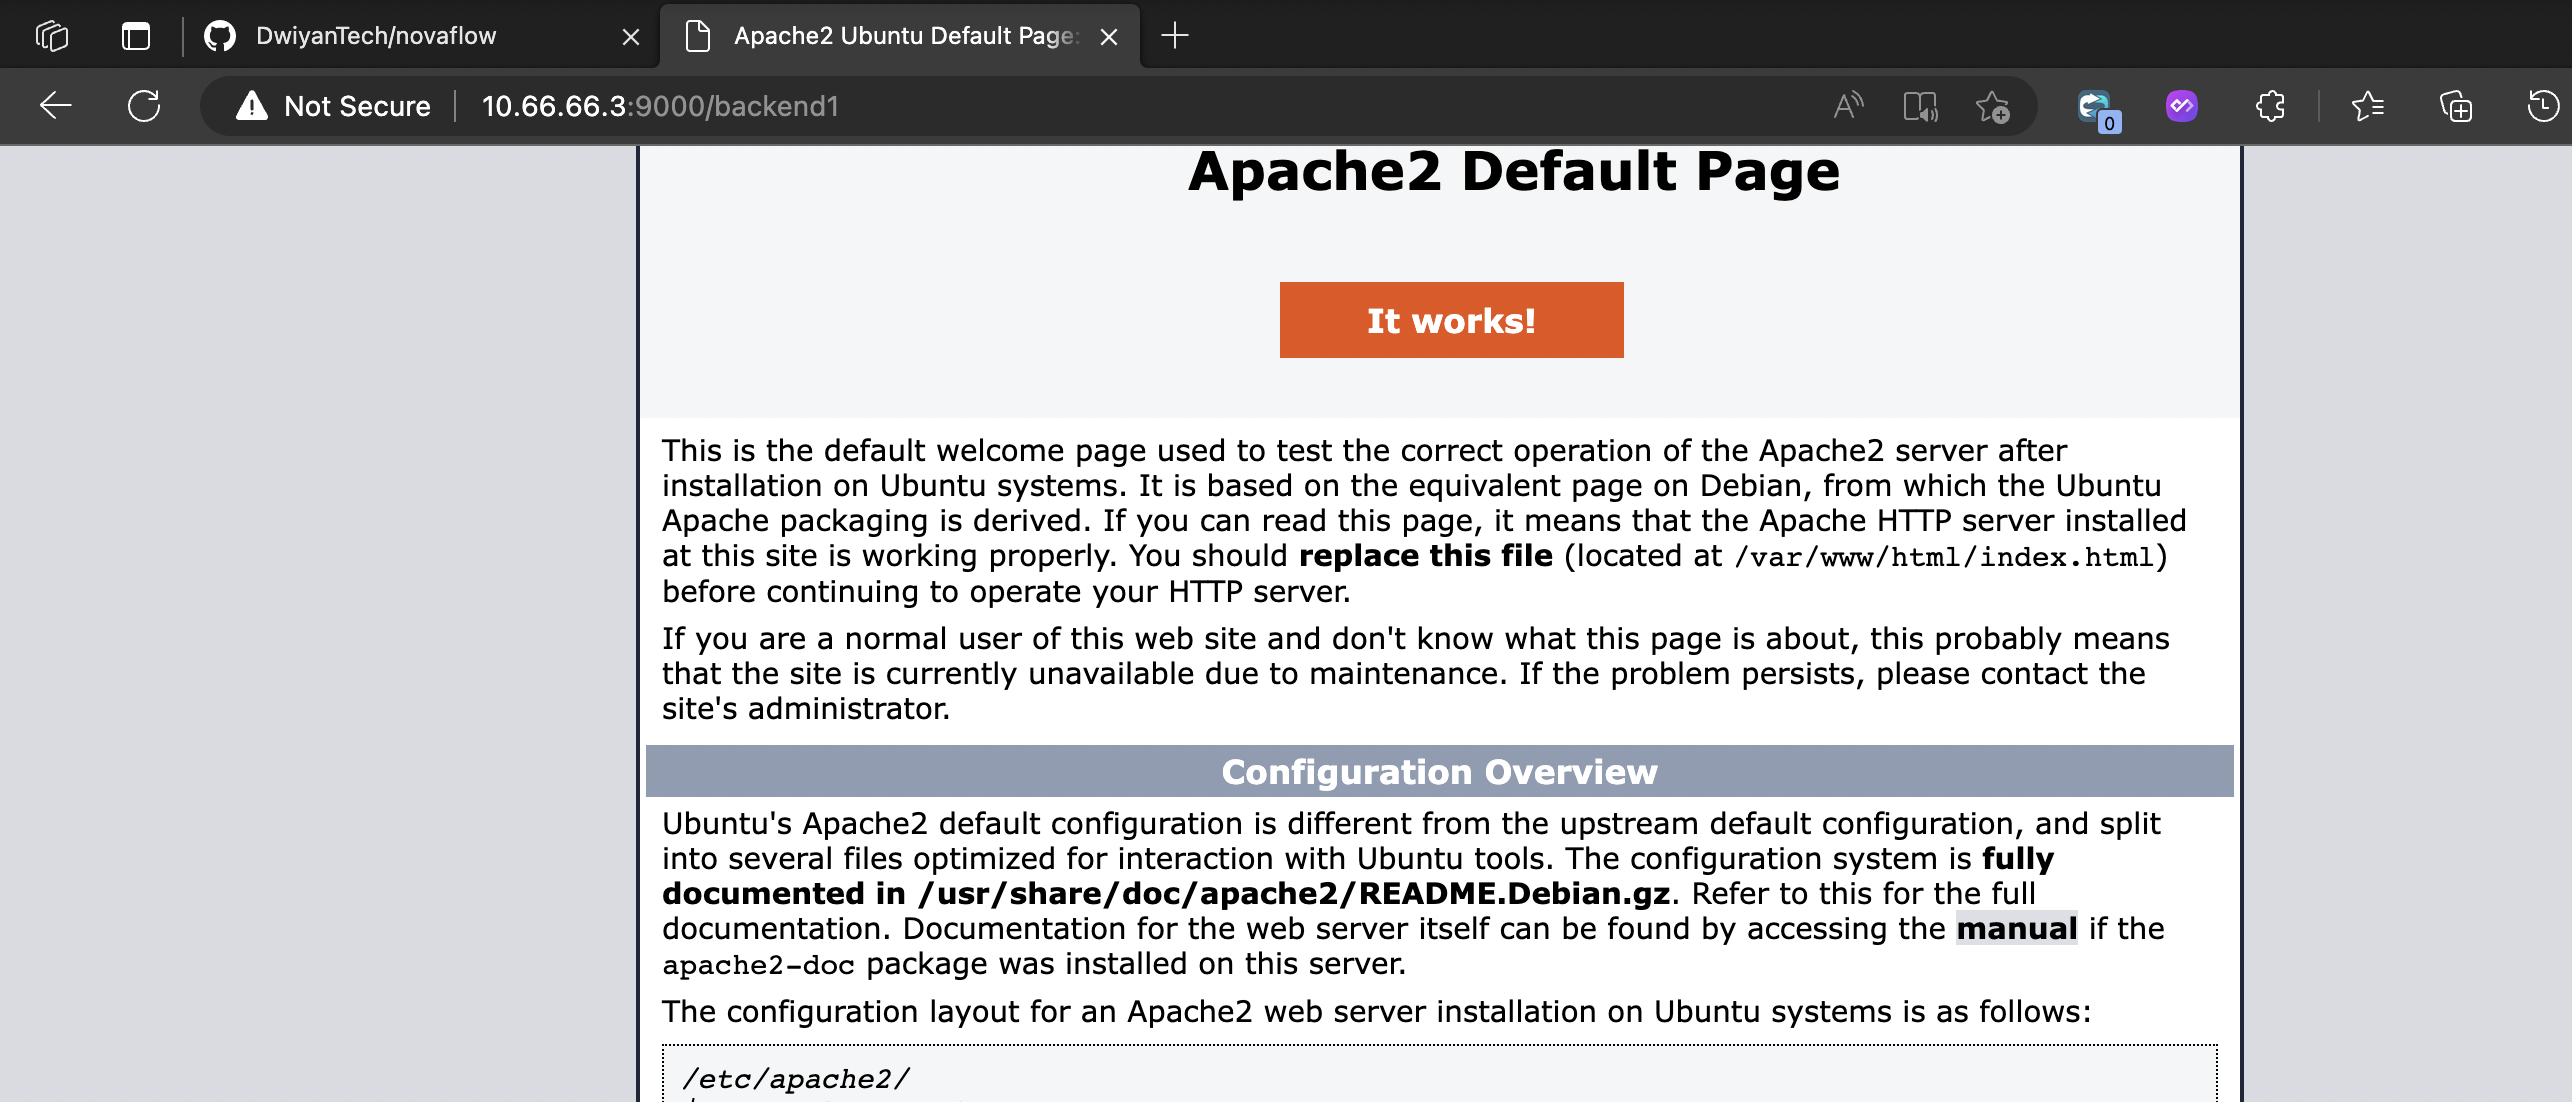 DwiyanTech/novaflow
Apache2 Ubuntu Default Page:
Not Secure
10.66.66.3:9000/backend1
0
Apache2 Default Page
It works!
This is the default welcome page used to test the correct operation of the Apache2 server after
installation on Ubuntu systems. It is based on the equivalent page on Debian, from which the Ubuntu
Apache packaging is derived. If you can read this page, it means that the Apache HTTP server installed
at this site is working properly. You should replace this file (located at /var/www/html/index.html)
before continuing to operate your HTTP server.
If you are a normal user of this web site and don't know what this page is about, this probably means
that the site is currently unavailable due to maintenance. If the problem persists, please contact the
site's administrator.
Configuration Overview
Ubuntu's Apache2 default configuration is different from the upstream default configuration, and split
into several files optimized for interaction with Ubuntu tools. The configuration system is fully
documented in /usr/share/doc/apache2/README.Debian.gz. Refer to this for the full
documentation. Documentation for the web server itself can be found by accessing the manual if the
apache2-doc package was installed on this server.
The configuration layout for an Apache2 web server installation on Ubuntu systems is as follows:
/etc/apache2/